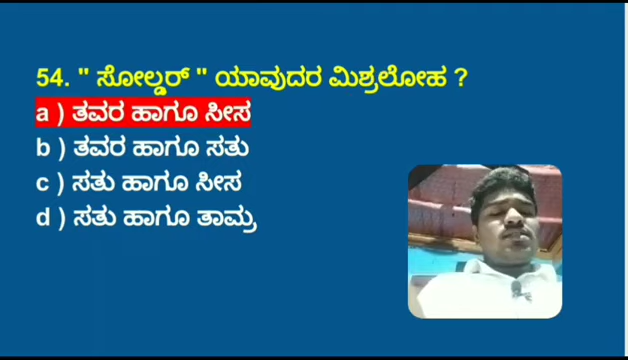 54. " ಸೋಲ್ಡರ್ " ಯಾವುದರ ಮಿಶ್ರಲೋಹ ?
a ) ತವರ ಹಾಗೂ ಸೀಸ
b ) ತವರ ಹಾಗೂ ಸತು
c ) ಸತು ಹಾಗೂ ಸೀಸ
d ) ಸತು ಹಾಗೂ ತಾಮ್ರ